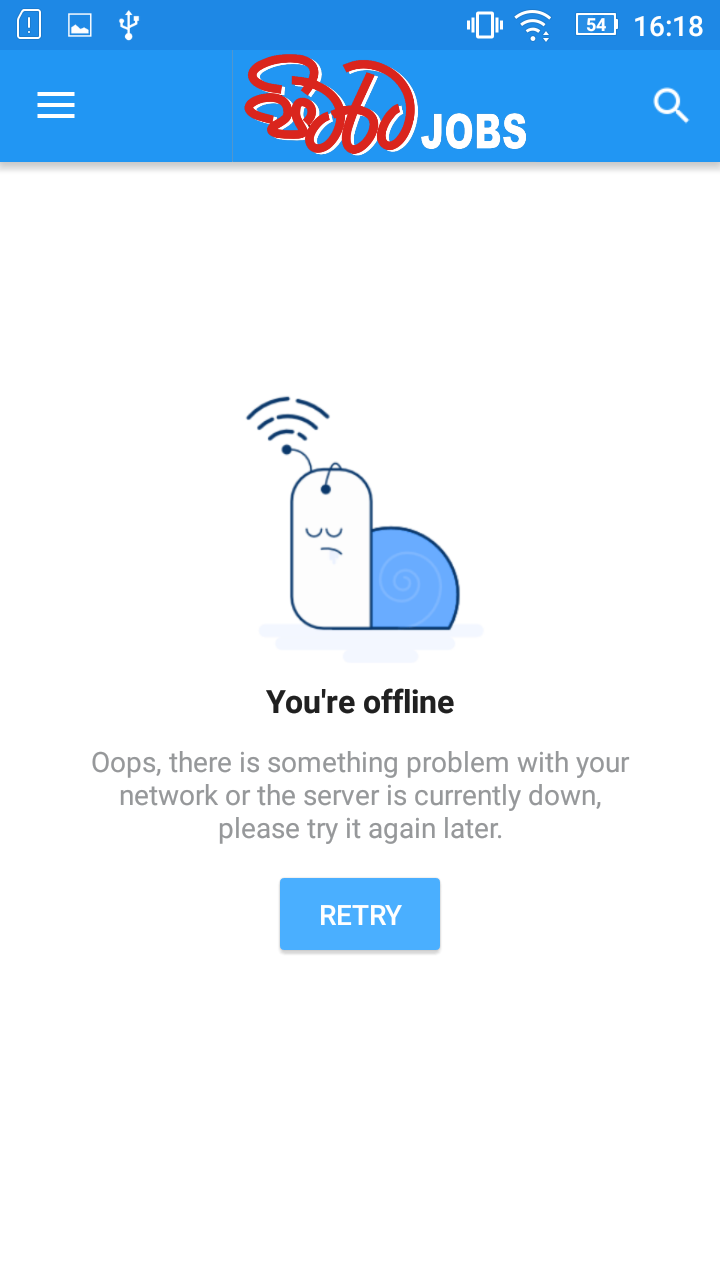 54 16:18
JOBS
You're offline
Oops, there is something problem with your
network or the server is currently down,
please try it again later.
RETRY